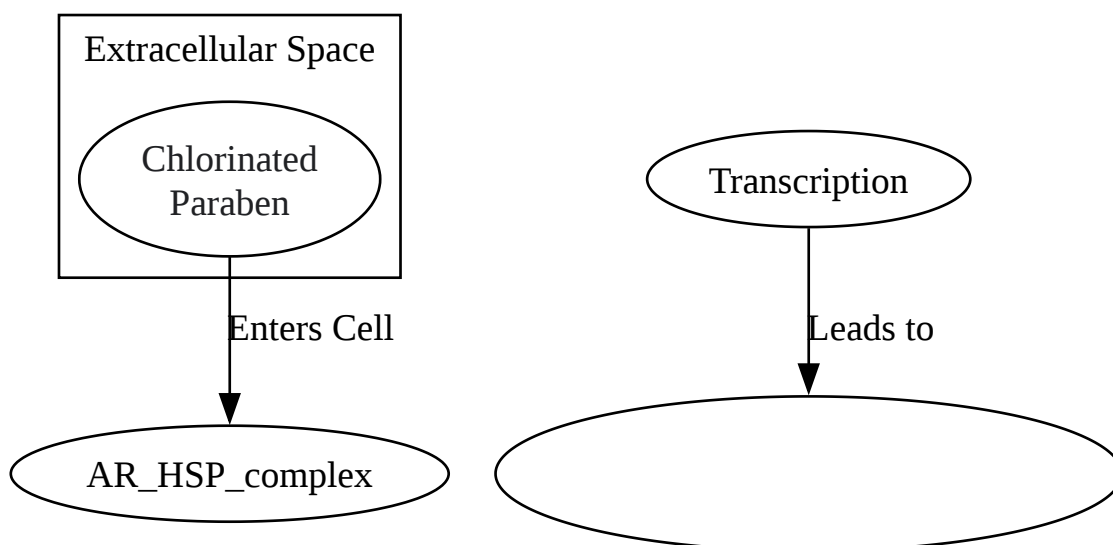 Extracellular Space
Chlorinated
Paraben
Transcription
Enters Cell
Leads to
AR_HSP_complex